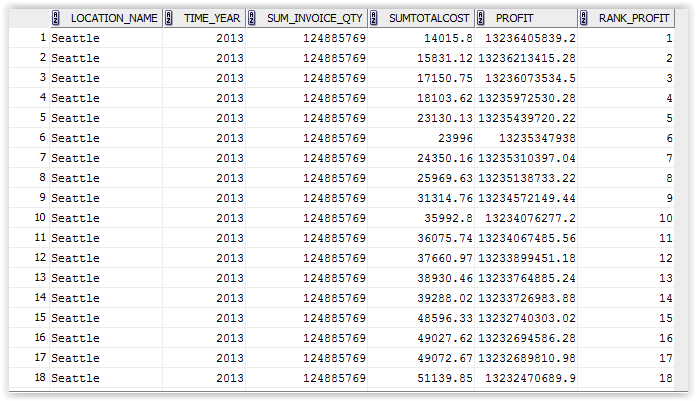 LOCATION_NAME TIME_YEAR SUM_INVOICE_QTY SUMTOTALCOST PROFIT RANK_PROFIT
1 Seattle 2013 124885769 14015.8 13236405839.2 1
2 Seattle 2013 124885769 15831.12 13236213415.28 2
3 Seattle 2013 124885769 17150.75 13236073534.5 3
4 Seattle 2013 124885769 18103.62 13235972530.28 4
5 Seattle 2013 124885769 23130.13 13235439720.22 5
6 Seattle 2013 124885769 23996 13235347938 6
7 Seattle 2013 124885769 24350.16 13235310397.04 7
8 Seattle 2013 124885769 25969.63 13235138733.22 8
9 Seattle 2013 124885769 31314.76 13234572149.44 9
10 Seattle 2013 124885769 35992.8 13234076277.2 10
11 Seattle 2013 124885769 36075.74 13234067485.56 11
12 Seattle 2013 124885769 37660.97 13233899451.18 12
13 Seattle 2013 124885769 38930.46 13233764885.24 13
14 Seattle 2013 124885769 39288.02 13233726983.88 14
15 Seattle 2013 124885769 48596.33 13232740303.02 15
16 Seattle 2013 124885769 49027.62 13232694586.28 16
17 Seattle 2013 124885769 49072.67 13232689810.98 17
18 Seattle 2013 124885769 51139.85 13232470689.9 18